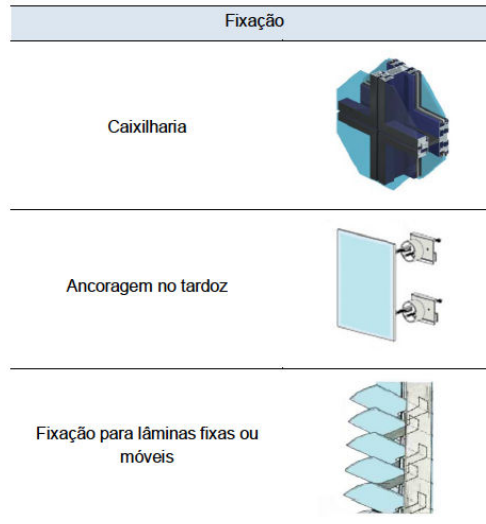 Fixação
Caixilharia
Ancoragem no tardoz
Fixação para lâminas fixas ou
móveis